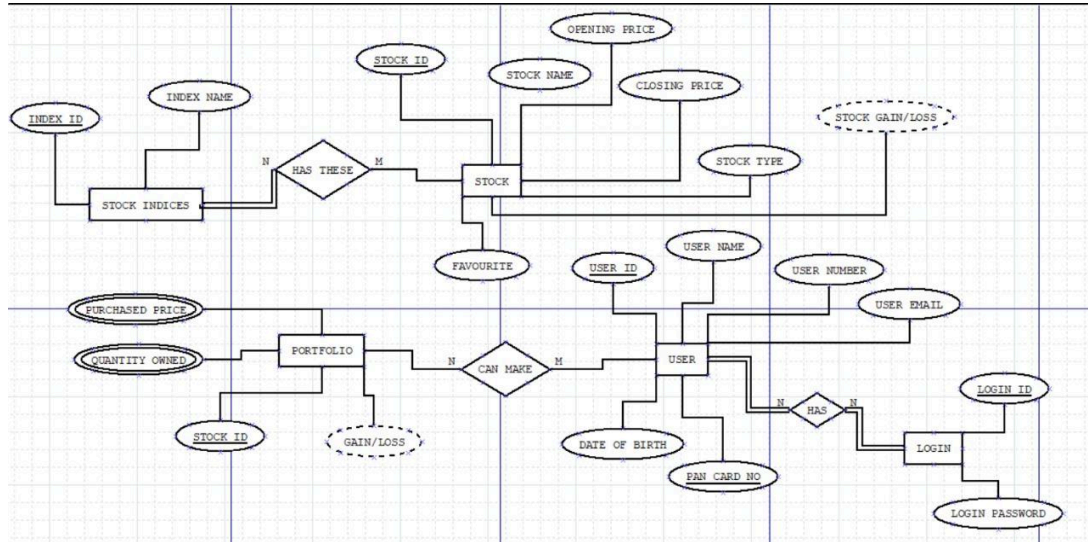 OPENING PRICE
STOCK ID
STOCK NAME
CLOSING PRICE
INDEX NAME
INDEX ID
STOCK GAIN/LOSS
N
HAS THESE
M
STOCK
STOCK TYPE
STOCK INDICES
FAVOURITE
USER ID
USER NAME
USER NUMBER
USER EMAIL
PURCHASED PRICE
QUANTITY OWNED
PORTFOLIO
N
CAN MAKE
M
USER
N
HAS
N
LOGIN ID
STOCK ID
GAIN/LOSS
DATE OF BIRTH
PAN CARD NO
LOGIN
LOGIN PASSWORD